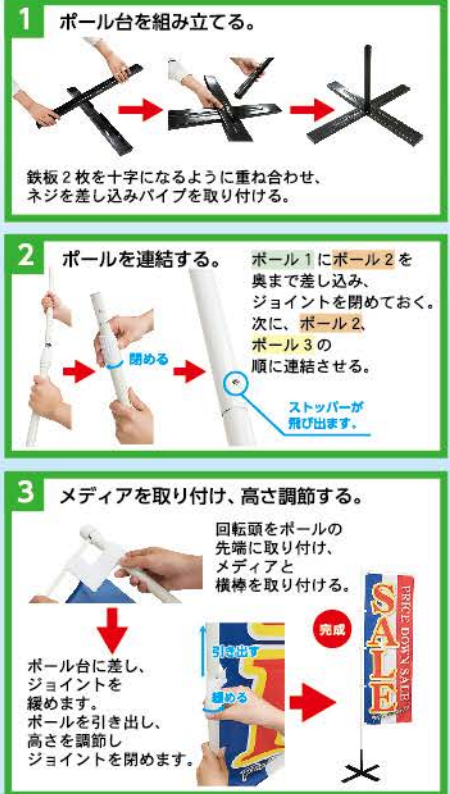 1 ポール台を組み立てる。
鉄板2枚を十字になるように重ね合わせ、
ネジを差し込みパイプを取り付ける。
2 ポールを連結する。
ポール1にポール2を
奥まで差し込み、
ジョイントを閉めておく。
次に、ポール2、
ポール3の
順に連結させる。
閉める
ストッパーが
飛び出ます。
3 メディアを取り付け、高さ調節する。
回転頭をポールの
先端に取り付け、
メディアと
横棒を取り付ける。
ポール台に差し、
ジョイントを
緩めます。
ポールを引き出し、
高さを調節し
ジョイントを閉めます。
引き出す
緩める
完成
SALE
PRICE DOWN SALE!